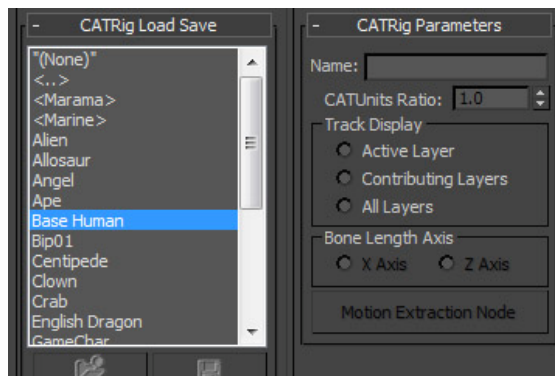 CATRig Load Save
"(None)"
<..>
<Marama>
<Marine>
Alien
Allosaur
Angel
Ape
Base Human
Bip01
Centipede
Clown
Crab
English Dragon
GameChar
CATRig Parameters
Name:
CATUnits Ratio: 1.0
Track Display
Active Layer
Contributing Layers
All Layers
Bone Length Axis
X Axis Z Axis
Motion Extraction Node